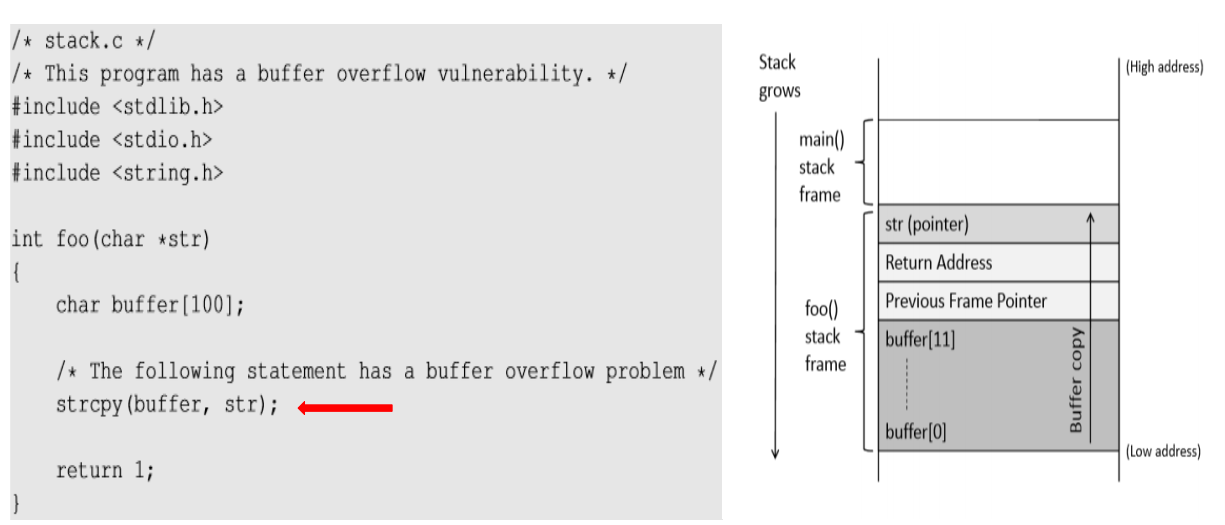 /* stack.c */
/* This program has a buffer overflow vulnerability. */
#include <stdlib.h>
#include <stdio.h>
#include <string.h>
int foo(char *str)
{
char buffer[100];
/* The following statement has a buffer overflow problem */
strcpy(buffer, str);
return 1;
}
Stack
grows
(High address)
main()
stack
frame
str (pointer)
Return Address
Previous Frame Pointer
foo()
stack
frame
buffer[11]
buffer[0]
Buffer copy
(Low address)